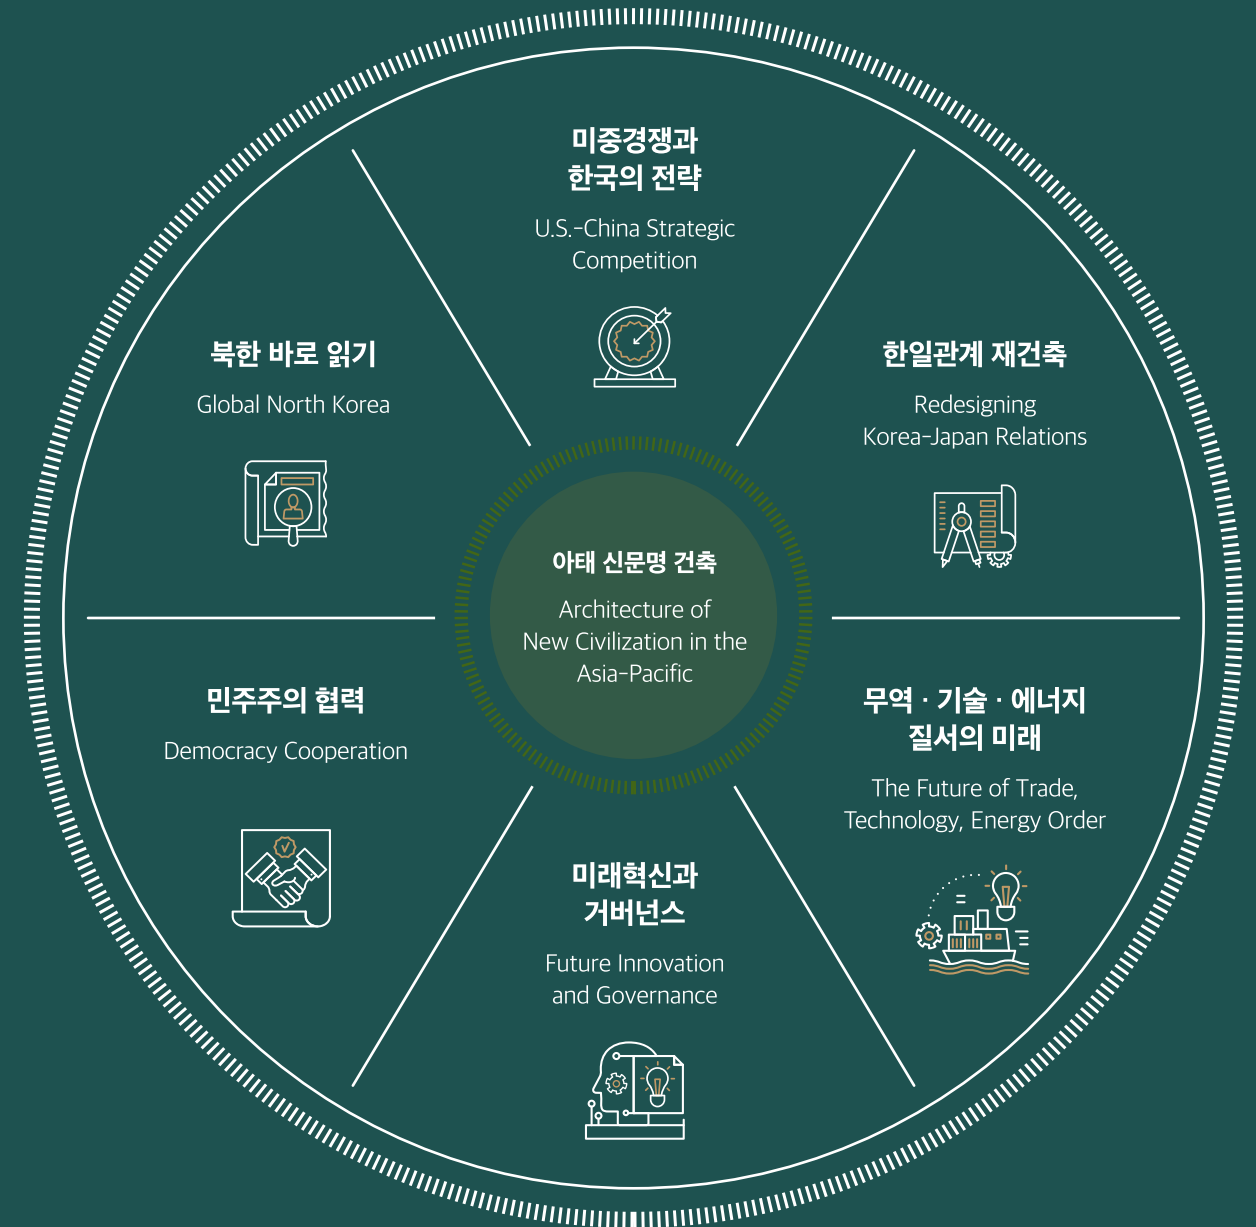 미중경쟁과
한국의 전략
U.S.-China Strategic
Competition
북한 바로 읽기
Global North Korea
한일관계 재건축
Redesigning
Korea-Japan Relations
아태 신문명 건축
Architecture of
New Civilization in the
Asia-Pacific
민주주의 협력
Democracy Cooperation
무역 · 기술 · 에너지
질서의 미래
The Future of Trade,
Technology, Energy Order
미래혁신과
거버넌스
Future Innovation
and Governance